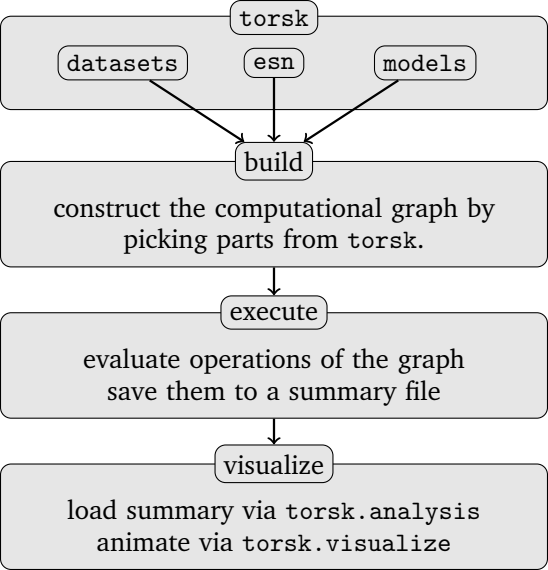 torsk
datasets esn models
build
construct the computational graph by
picking parts from torsk.
execute
evaluate operations of the graph
save them to a summary file
visualize
load summary via torsk.analysis
animate via torsk.visualize